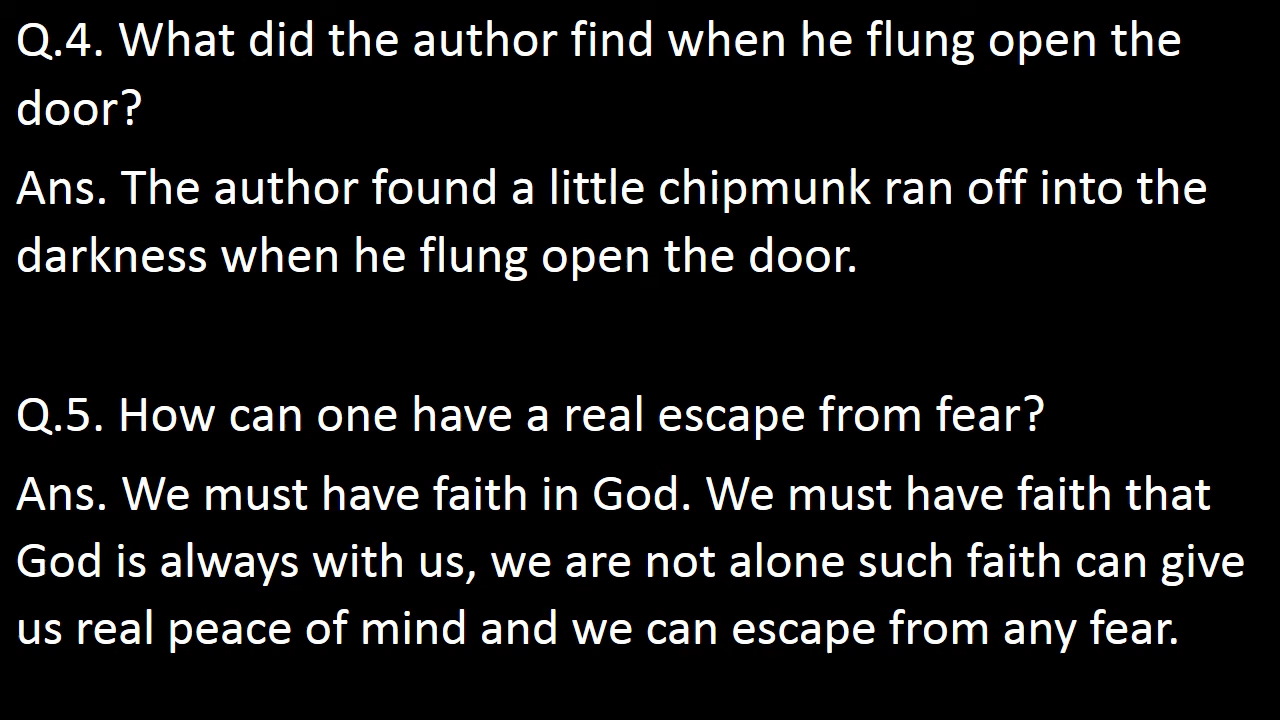 Q.4. What did the author find when he flung open the
door?
Ans. The author found a little chipmunk ran off into the
darkness when he flung open the door.
Q.5. How can one have a real escape from fear?
Ans. We must have faith in God. We must have faith that
God is always with us, we are not alone such faith can give
us real peace of mind and we can escape from any fear.